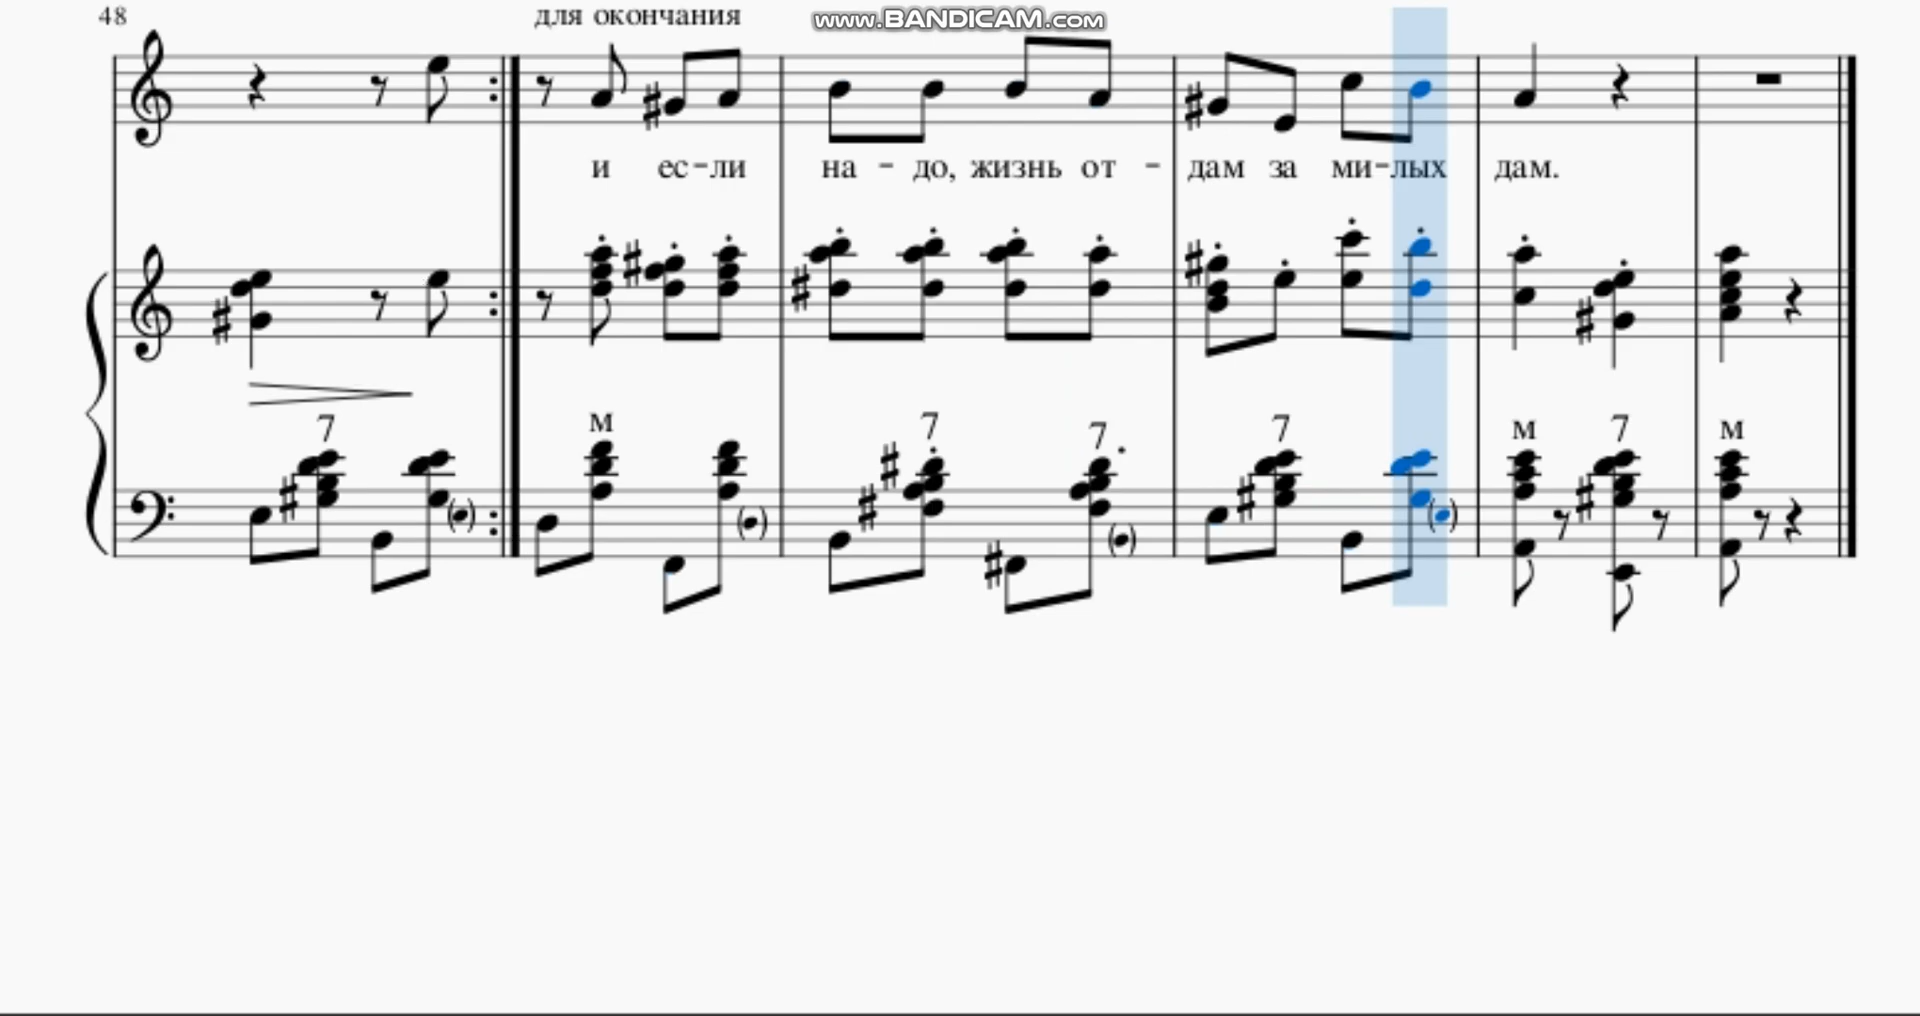 48
для окончания
www.BANDICAM.com
и ес-ли на - до, жизнь от - дам за ми-лых дам.
7 м 7 7. 7 м 7 м